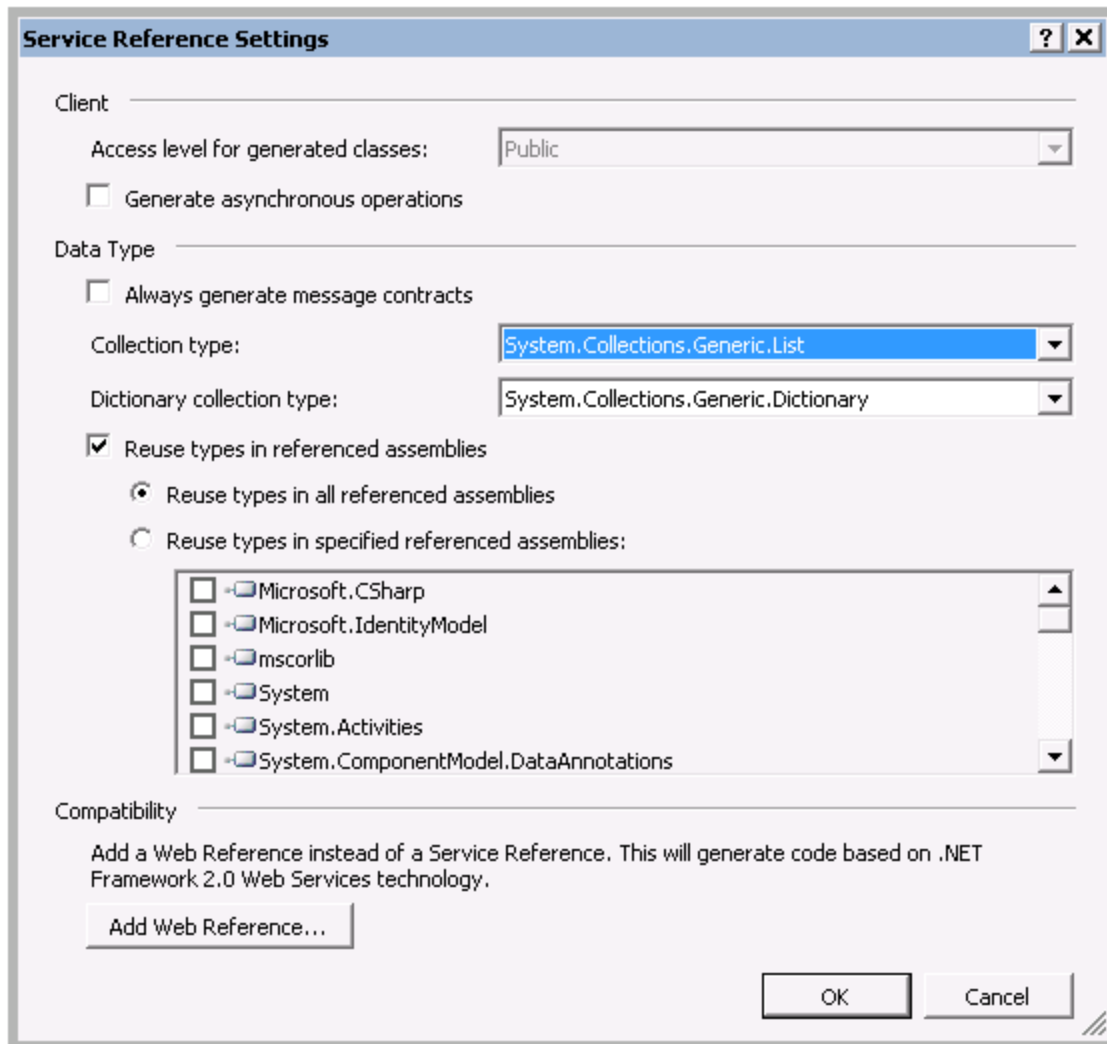 Service Reference Settings
Client
Access level for generated classes: Public
Generate asynchronous operations
Data Type
Always generate message contracts
Collection type: System.Collections.Generic.List
Dictionary collection type: System.Collections.Generic.Dictionary
Reuse types in referenced assemblies
Reuse types in all referenced assemblies
Reuse types in specified referenced assemblies:
Microsoft.CSharp
Microsoft.IdentityModel
mscorlib
System
System.Activities
System.ComponentModel.DataAnnotations
Compatibility
Add a Web Reference instead of a Service Reference. This will generate code based on .NET
Framework 2.0 Web Services technology.
Add Web Reference...
OK Cancel